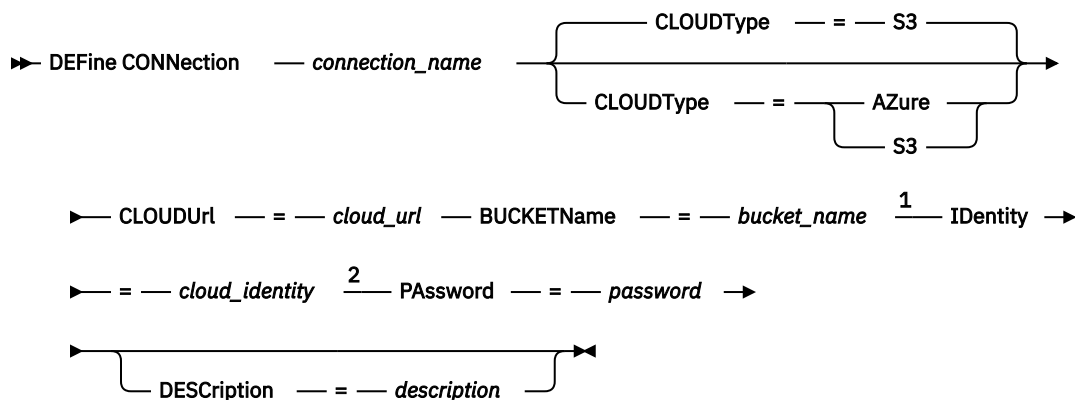 CLOUDType = S3
DEFine CONNection connection_name
CLOUDType = AZure
S3
CLOUDUrl = cloud_url BUCKETName = bucket_name 1 IDentity
= cloud_identity 2 PAssword = password
DESCription = description